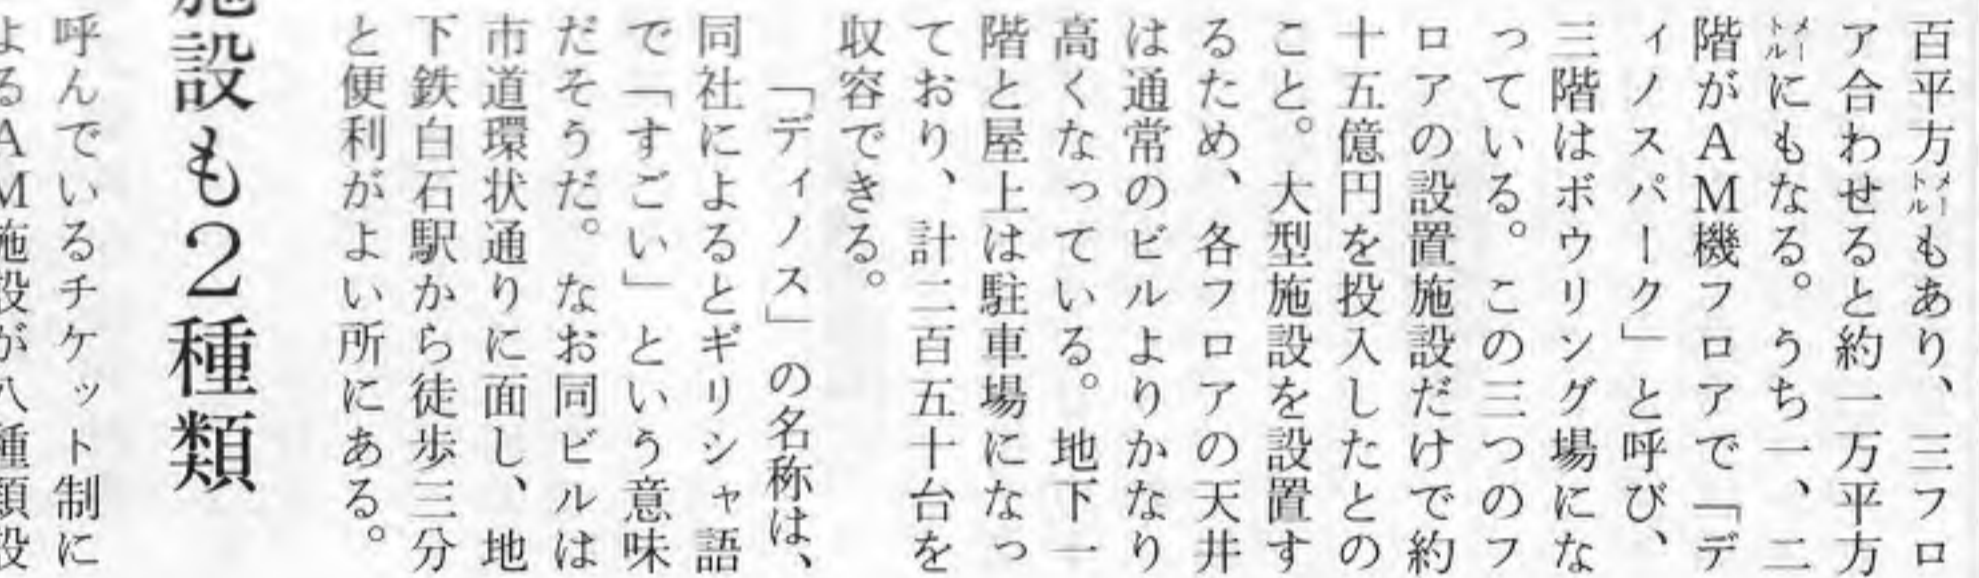 百平方メートルもあり、三フロ
ア合わせると約一万平方
メートルにもなる。うち一、二
階がAM機フロアで「デ
ィノスパーク」と呼び、
三階はボウリング場にな
っている。この三つのフ
ロアの設置施設だけで約
十五億円を投入したとの
こと。大型施設を設置す
るため、各フロアの天井
は通常のビルよりかなり
高くなっている。地下一
階と屋上は駐車場になっ
ており、計二百五十台を
収容できる。
「ディノス」の名称は、
同社によるとギリシャ語
で「すごい」という意味
だそうだ。なお同ビルは
市道環状通りに面し、地
下鉄白石駅から徒歩三分
と便利がよい所にある。
施設も2種類
呼んでいるチケット制に
よるAM施設が八種類設